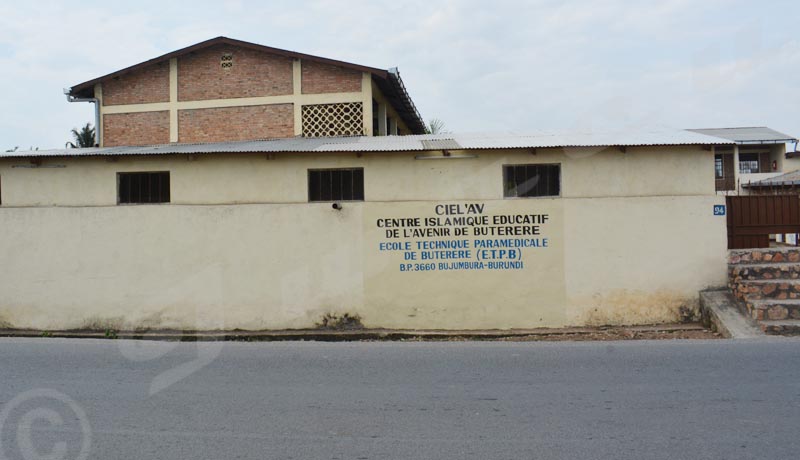 CIEL'AV
CENTRE ISLAMIQUE EDUCATIF
DE L'AVENIR DE BUTERERE
ECOLE TECHNIQUE PARAMEDICALE
DE BUTERERE (E.T.P.B)
B.P. 3660 BUJUMBURA-BURUNDI
94
©